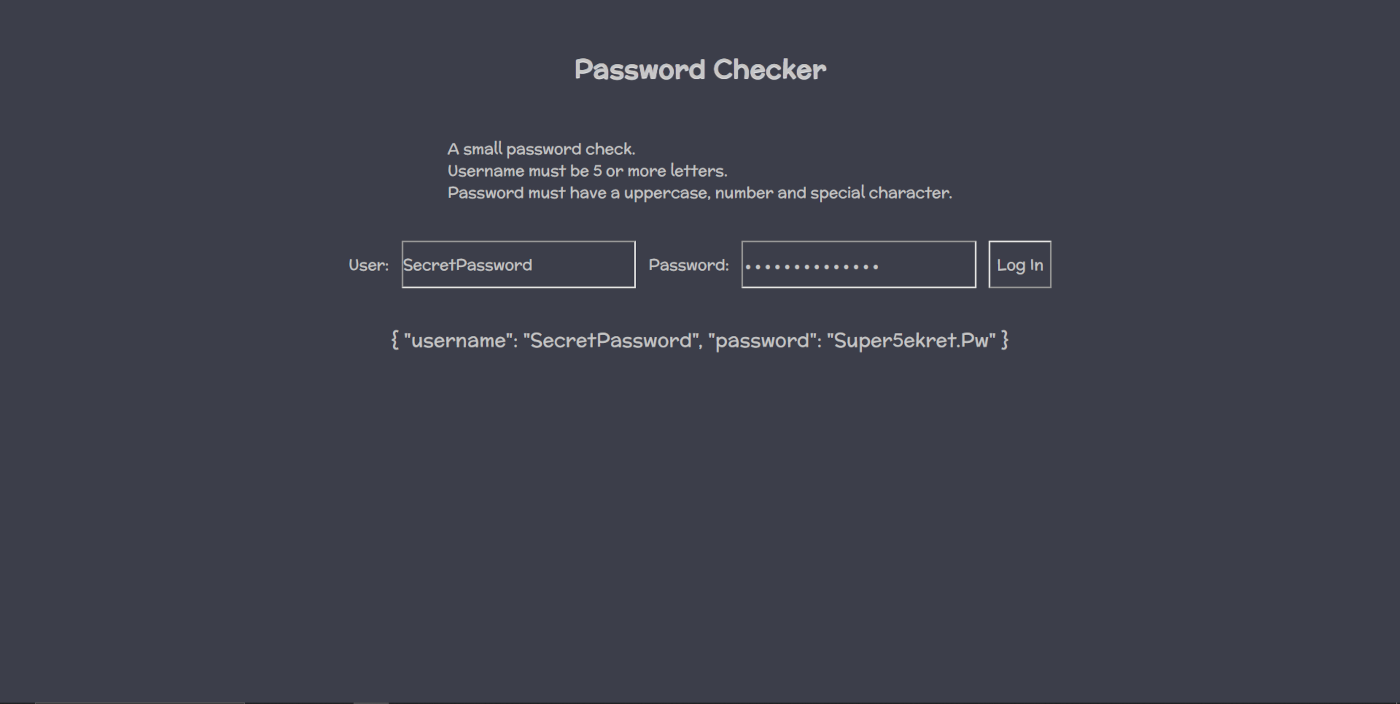 Password Checker
A small password check.
Username must be 5 or more letters.
Password must have a uppercase, number and special character.
User: SecretPassword Password: •••••••••••••• Log In
{ "username": "SecretPassword", "password": "Super5ekret.Pw" }